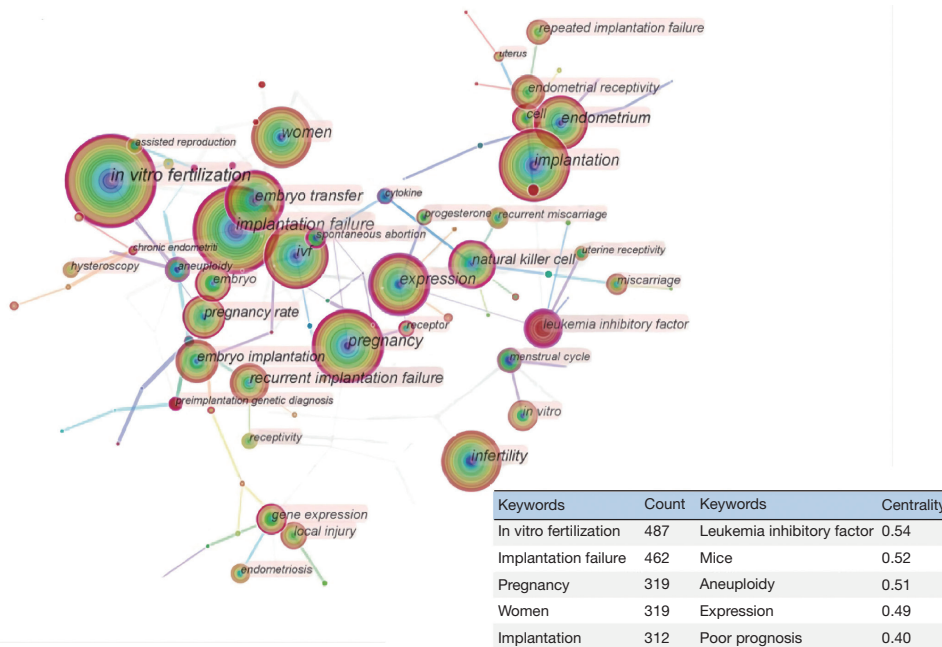 repeated implantation failure
uterus
endometrial receptivity
cell
endometrium
women
assisted reproduction
implantation
in vitro fertilization
embryo transfer
cytokine
implantation failure
progesterone
recurrent miscarriage
spontaneous abortion
chronic endometriti
ivf
uterine receptivity
hysteroscopy
aneuploidy
natural killer cell
embryo
expression
miscarriage
pregnancy rate
leukemia inhibitory factor
receptor
pregnancy
embryo implantation
menstrual cycle
recurrent implantation failure
preimplantation genetic diagnosis
in vitro
receptivity
infertility
gene expression
local injury
endometriosis
Keywords Count Keywords Centrality
In vitro fertilization 487 Leukemia inhibitory factor 0.54
Implantation failure 462 Mice 0.52
Pregnancy 319 Aneuploidy 0.51
Women 319 Expression 0.49
Implantation 312 Poor prognosis 0.40